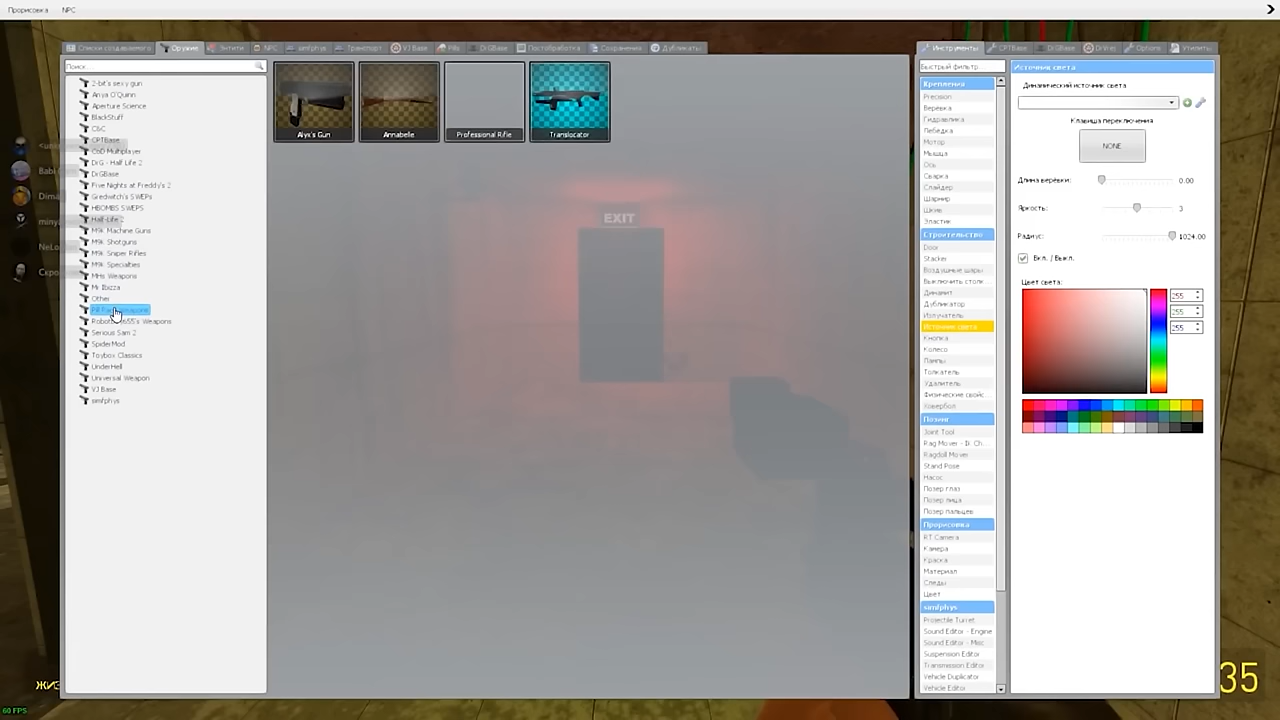 Прорисовка NPC
Списки создаваемого Оружие Энтити NPC simfphys Транспорт VJ Base Pills DrGBase Постобработка Сохранения Дубликаты
Поиск...
2-bit's sexy gun
Anya O'Quinn
Aperture Science
BlackStuff
CbC
CPTBase
CoD Multiplayer
DrG - Half Life 2
DrGBase
Five Nights at Freddy's 2
Gredwitch's SWEPs
HBOMBS SWEPS
Half-Life 2
M9k Machine Guns
M9k Shotguns
M9k Sniper Rifles
M9k Specialties
MHs Weapons
Mr Ibizza
Other
Weapons
Weapons
Serious Sam 2
SpiderMod
Toybox Classics
UnderHell
Universal Weapon
VJ Base
simfphys
Alyx's Gun
Annabelle
Professional Rifle
Translocator
EXIT
Инструменты CPTBase DrGBase DrVrej Options Утилиты
Быстрый фильтр...
Крепления
Precision
Веревка
Гидравлика
Лебёдка
Мотор
Мышца
Ось
Сварка
Слайдер
Шарнир
Шкив
Эластик
Строительство
Door
Stacker
Воздушные шары
Выключить столк...
Динамит
Дубликатор
Излучатель
Источник света
Кнопка
Колесо
Лампы
Толкатель
Удалитель
Физические свойс...
Ховербол
Позинг
Joint Tool
Rag Mover - D. Ch...
Ragdoll Mover
Stand Pose
Насос
Позер глаз
Позер лица
Позер пальцев
Прорисовка
RT Camera
Камера
Краска
Материал
Следы
Цвет
simfphys
Projectile Turret
Sound Editor - Engine
Sound Editor - Misc
Suspension Editor
Transmission Editor
Vehicle Duplicator
Vehicle Editor
Источник света
Динамический источник света
Клавиша переключения
NONE
Длина верёвки: 0.00
Яркость: 3
Радиус: 1024.00
Вкл. / Выкл.
Цвет света:
255
255
255
35
60 FPS